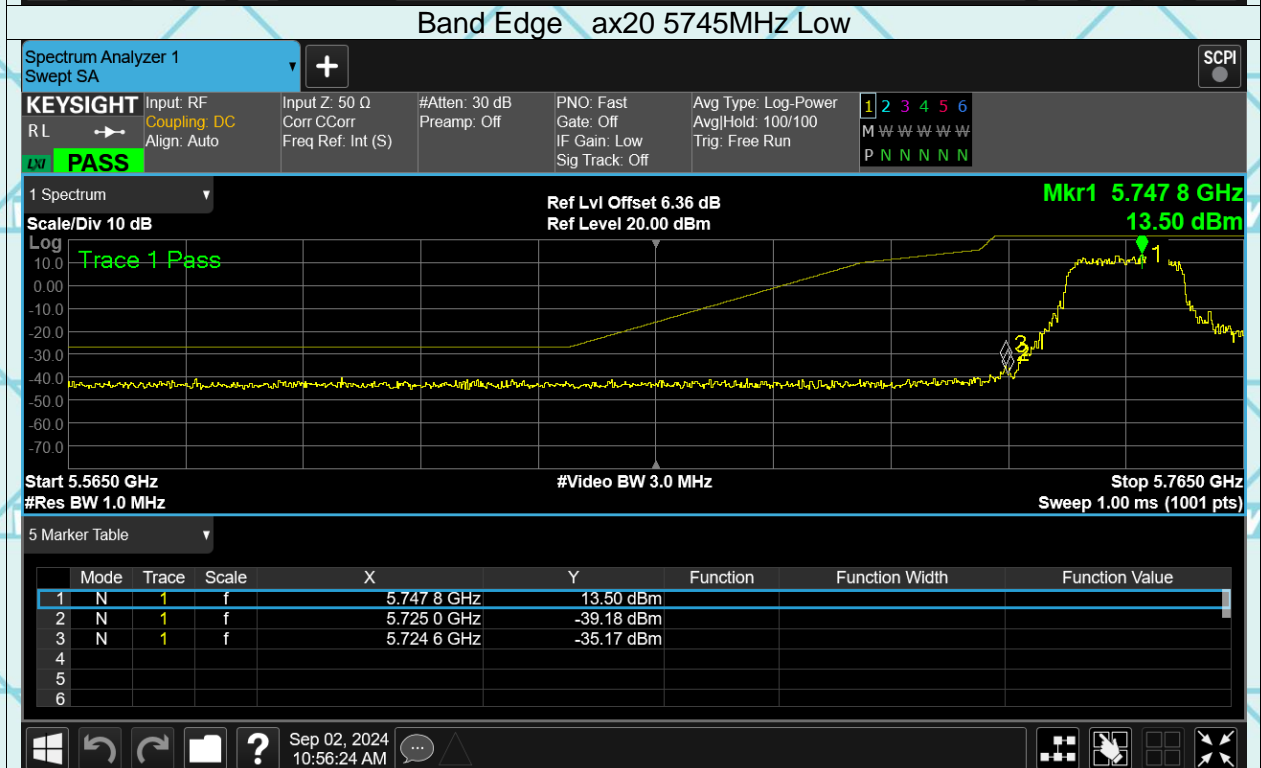 Band Edge ax20 5745MHz Low
Spectrum Analyzer 1
Swept SA
+
SCPI
KEYSIGHT Input: RF Input Z: 50 Ω #Atten: 30 dB PNO: Fast Avg Type: Log-Power 1 2 3 4 5 6
R L Coupling: DC Corr CCorr Preamp: Off Gate: Off Avg|Hold: 100/100 M W W W W W
Align: Auto Freq Ref: Int (S) IF Gain: Low Trig: Free Run P N N N N N
LXI PASS Sig Track: Off
1 Spectrum Ref Lvl Offset 6.36 dB Mkr1 5.747 8 GHz
Scale/Div 10 dB Ref Level 20.00 dBm 13.50 dBm
Log
Trace 1 Pass
1
10.0
0.00
-10.0
-20.0
-30.0
3
2
-40.0
-50.0
-60.0
-70.0
Start 5.5650 GHz #Video BW 3.0 MHz Stop 5.7650 GHz
#Res BW 1.0 MHz Sweep 1.00 ms (1001 pts)
5 Marker Table
Mode Trace Scale X Y Function Function Width Function Value
1 N 1 f 5.747 8 GHz 13.50 dBm
2 N 1 f 5.725 0 GHz -39.18 dBm
3 N 1 f 5.724 6 GHz -35.17 dBm
4
5
6
? Sep 02, 2024
10:56:24 AM